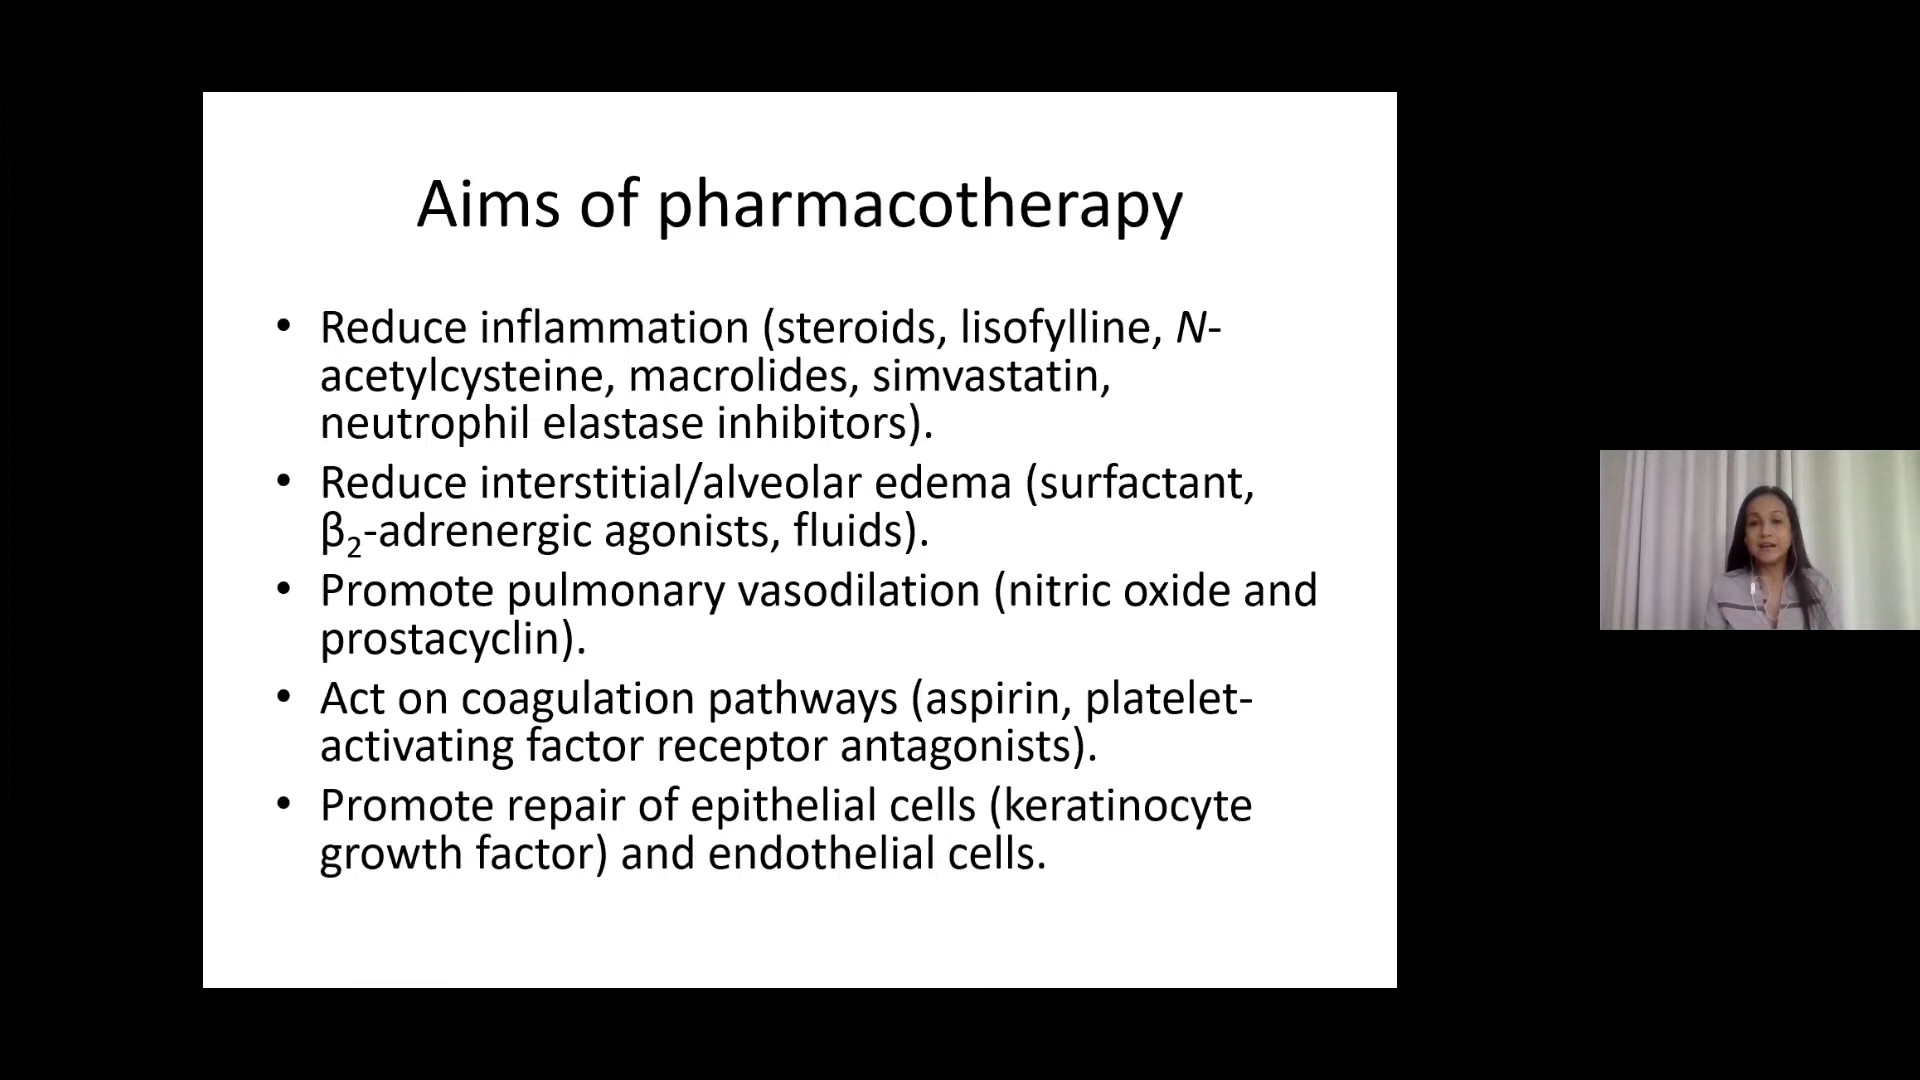 Aims of pharmacotherapy
• Reduce inflammation (steroids, lisofylline, N-
acetylcysteine, macrolides, simvastatin,
neutrophil elastase inhibitors).
• Reduce interstitial/alveolar edema (surfactant,
β₂-adrenergic agonists, fluids).
• Promote pulmonary vasodilation (nitric oxide and
prostacyclin).
• Act on coagulation pathways (aspirin, platelet-
activating factor receptor antagonists).
• Promote repair of epithelial cells (keratinocyte
growth factor) and endothelial cells.